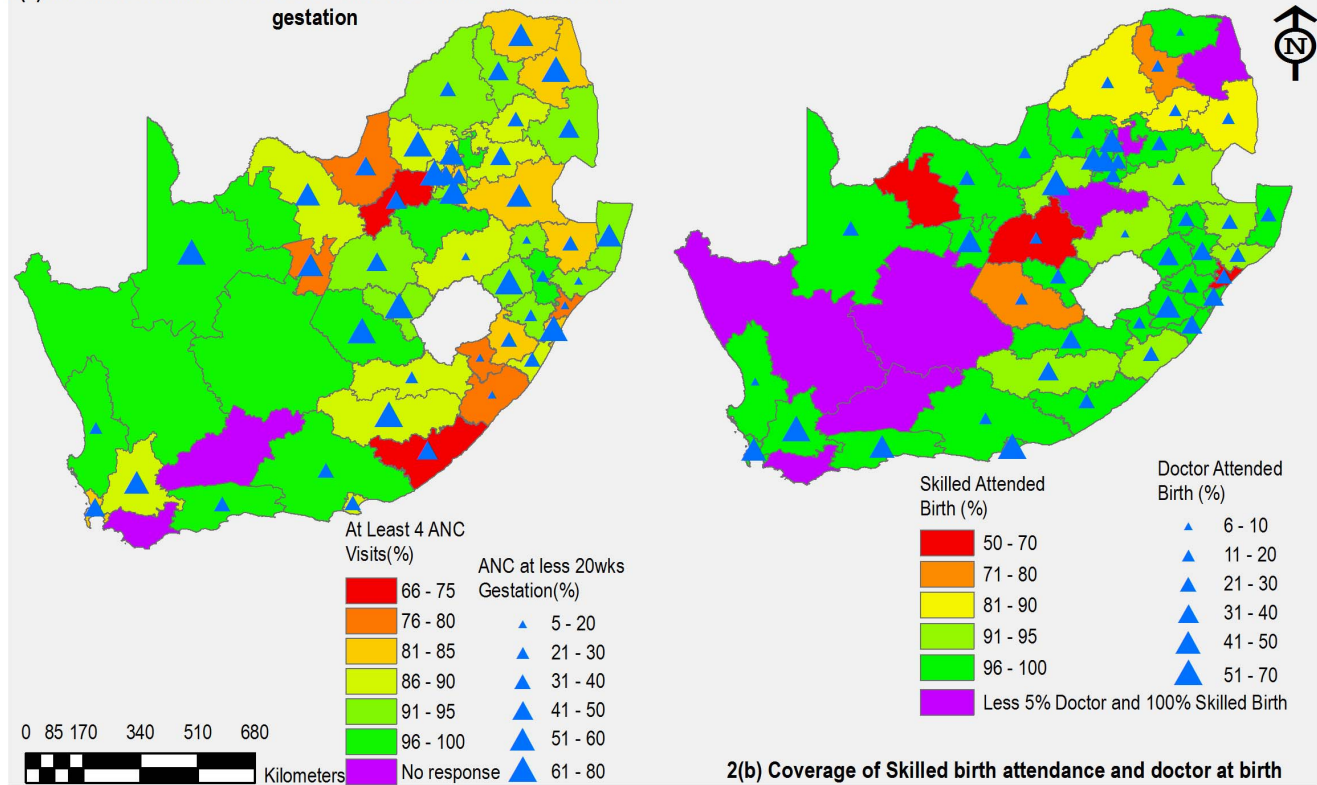 gestation
N
At Least 4 ANC
Visits(%)
66 - 75
76 - 80
81 - 85
86 - 90
91 - 95
96 - 100
No response
ANC at less 20wks
Gestation(%)
5 - 20
21 - 30
31 - 40
41 - 50
51 - 60
61 - 80
0 85 170 340 510 680
Kilometers
Skilled Attended
Birth (%)
50 - 70
71 - 80
81 - 90
91 - 95
96 - 100
Less 5% Doctor and 100% Skilled Birth
Doctor Attended
Birth (%)
6 - 10
11 - 20
21 - 30
31 - 40
41 - 50
51 - 70
2(b) Coverage of Skilled birth attendance and doctor at birth